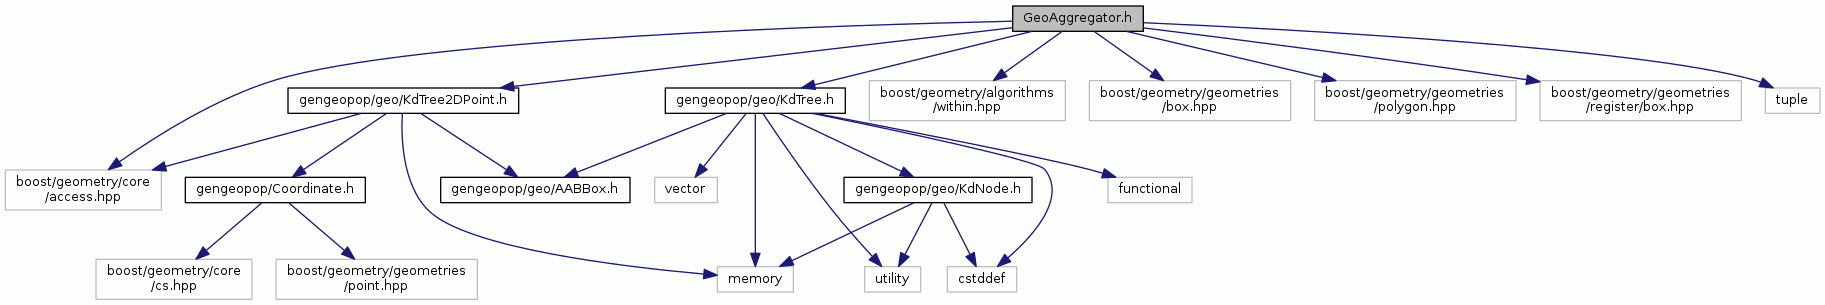 GeoAggregator.h
gengeopop/geo/KdTree2DPoint.h
gengeopop/geo/KdTree.h
boost/geometry/algorithms
/within.hpp
boost/geometry/geometries
/box.hpp
boost/geometry/geometries
/polygon.hpp
boost/geometry/geometries
/register/box.hpp
tuple
boost/geometry/core
/access.hpp
gengeopop/Coordinate.h
gengeopop/geo/AABBox.h
vector
gengeopop/geo/KdNode.h
functional
boost/geometry/core
/cs.hpp
boost/geometry/geometries
/point.hpp
memory
utility
cstddef